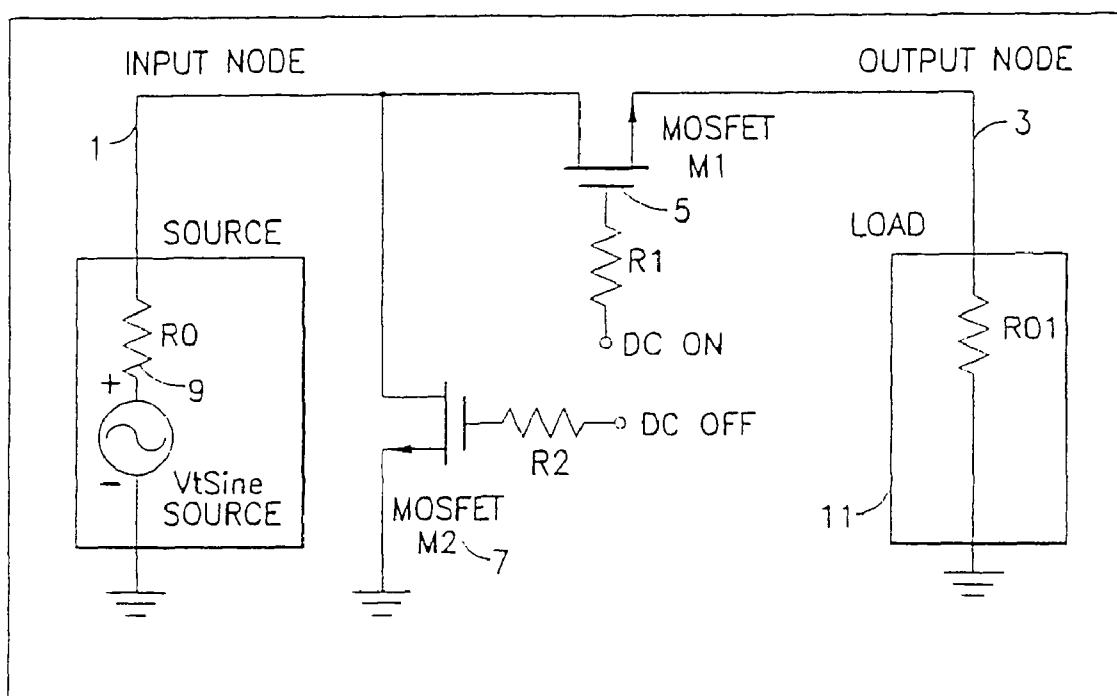 INPUT NODE
OUTPUT NODE
1
MOSFET
M1
3
5
SOURCE
R1
LOAD
R0
DC ON
R01
+
9
DC OFF
-
R2
VtSine
SOURCE
MOSFET
M2
7
11